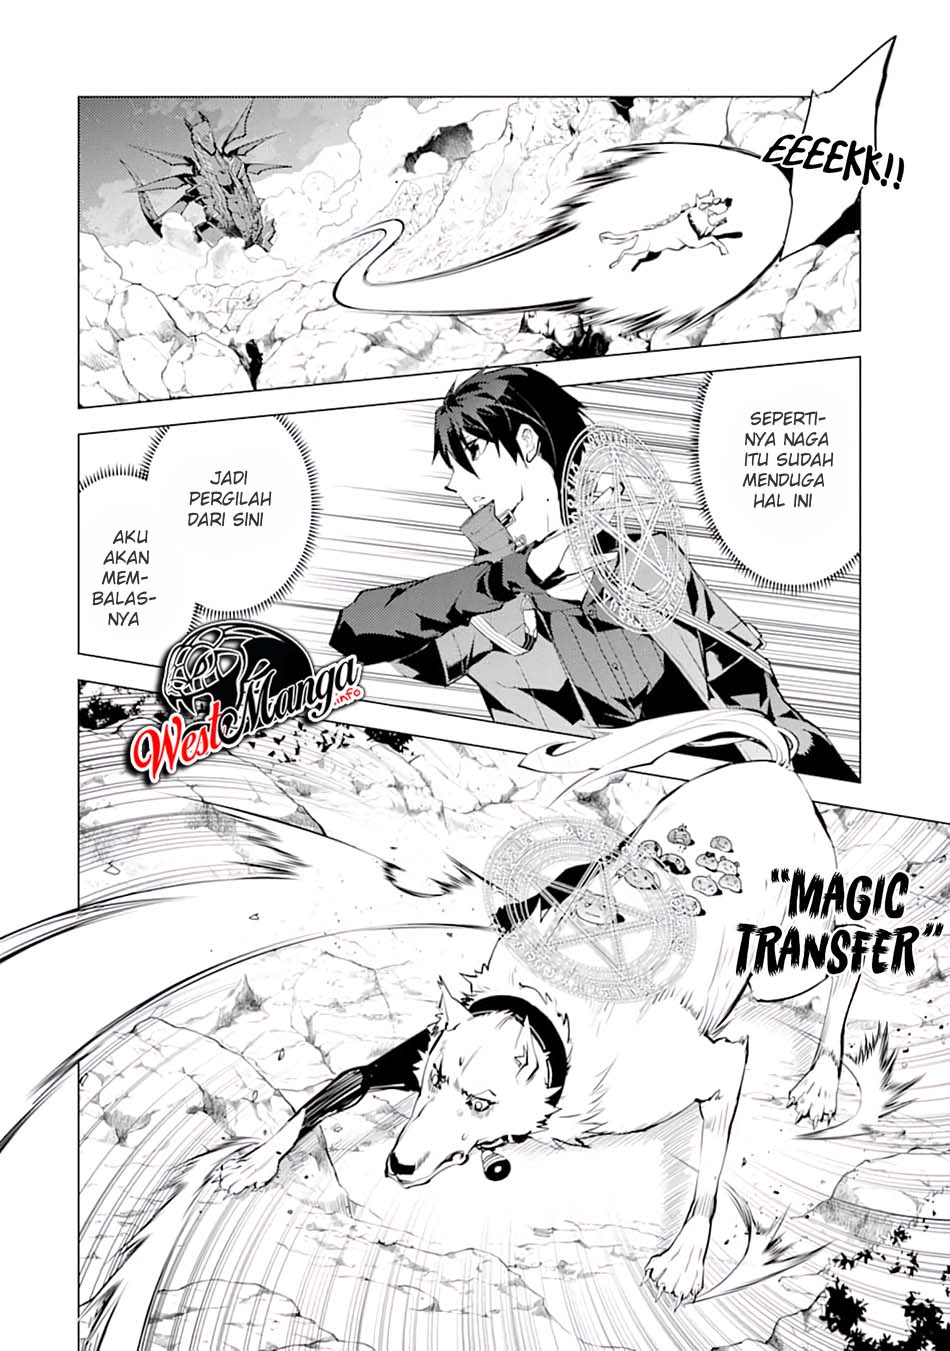 EEEEKK!!
SEPERTI-
NYA NAGA
ITU SUDAH
MENDUGA
HAL INI
JADI
PERGILAH
DARI SINI
AKU
AKAN
MEM-
BALAS-
NYA
WestManga
.info
"MAGIC
TRANSFER"